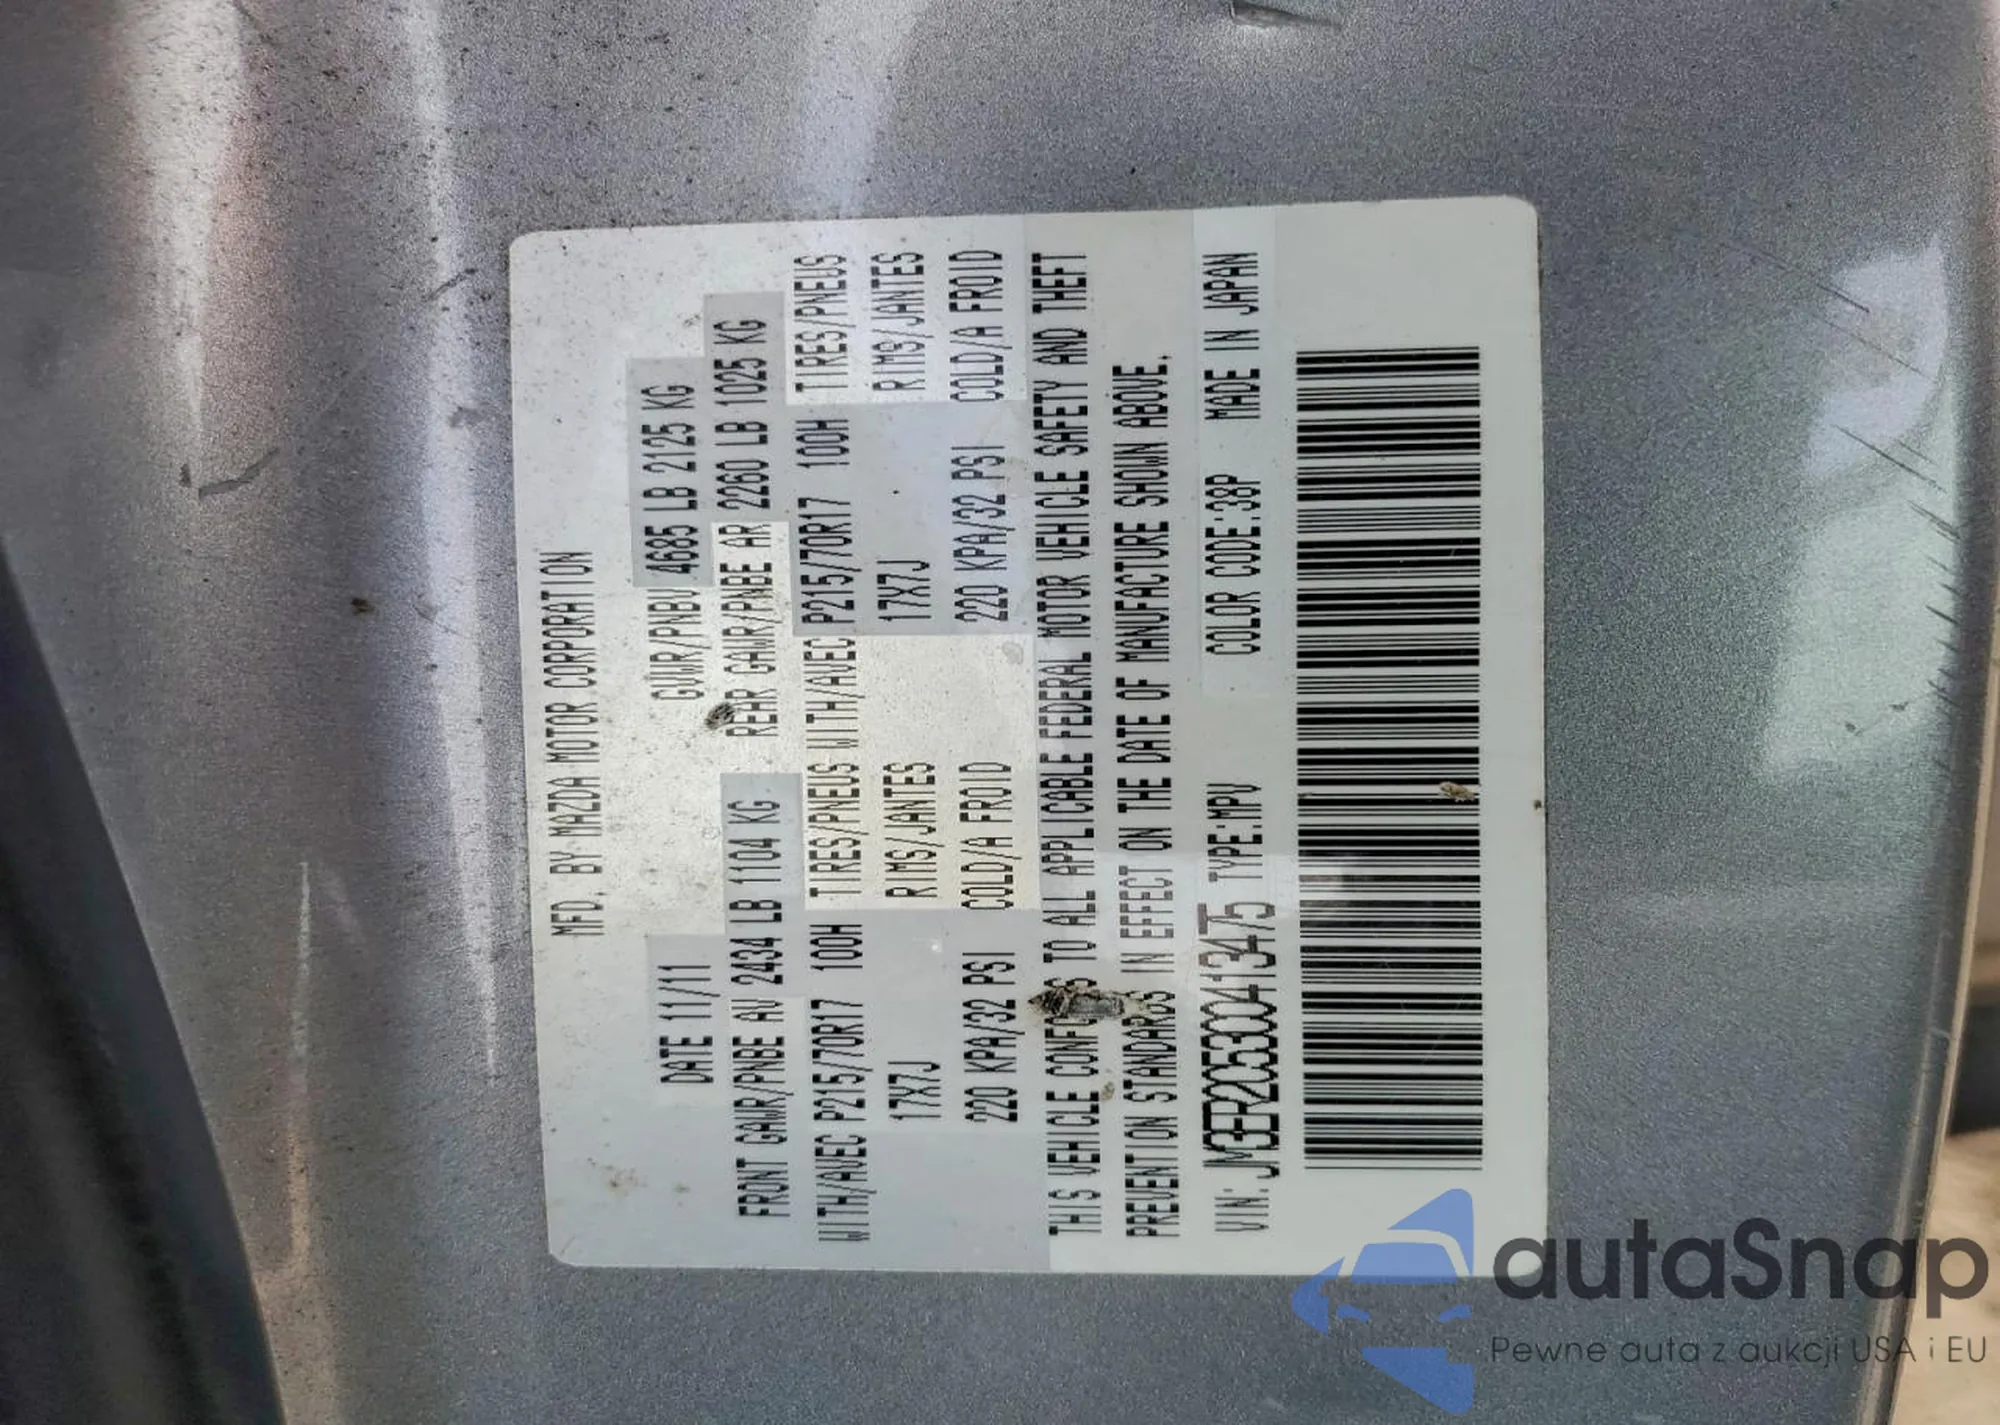 MFD. BY MAZDA MOTOR CORPORATION
DATE 11/11 GVWR/PNBV 4685 LB 2125 KG
FRONT GAWR/PNBE AV 2434 LB 1104 KG REAR GAWR/PNBE AR 2260 LB 1025 KG
WITH/AVEC P215/70R17 100H TIRES/PNEUS WITH/AVEC P215/70R17 100H TIRES/PNEUS
17X7J RIMS/JANTES 17X7J RIMS/JANTES
220 KPA/32 PSI COLD/A FROID 220 KPA/32 PSI COLD/A FROID
THIS VEHICLE CONFORMS TO ALL APPLICABLE FEDERAL MOTOR VEHICLE SAFETY AND THEFT
PREVENTION STANDARDS IN EFFECT ON THE DATE OF MANUFACTURE SHOWN ABOVE.
VIN: JM3ER2C53C0413475 TYPE:MPV COLOR CODE:38P MADE IN JAPAN
autaSnap
Pewne auta z aukcji USA i EU